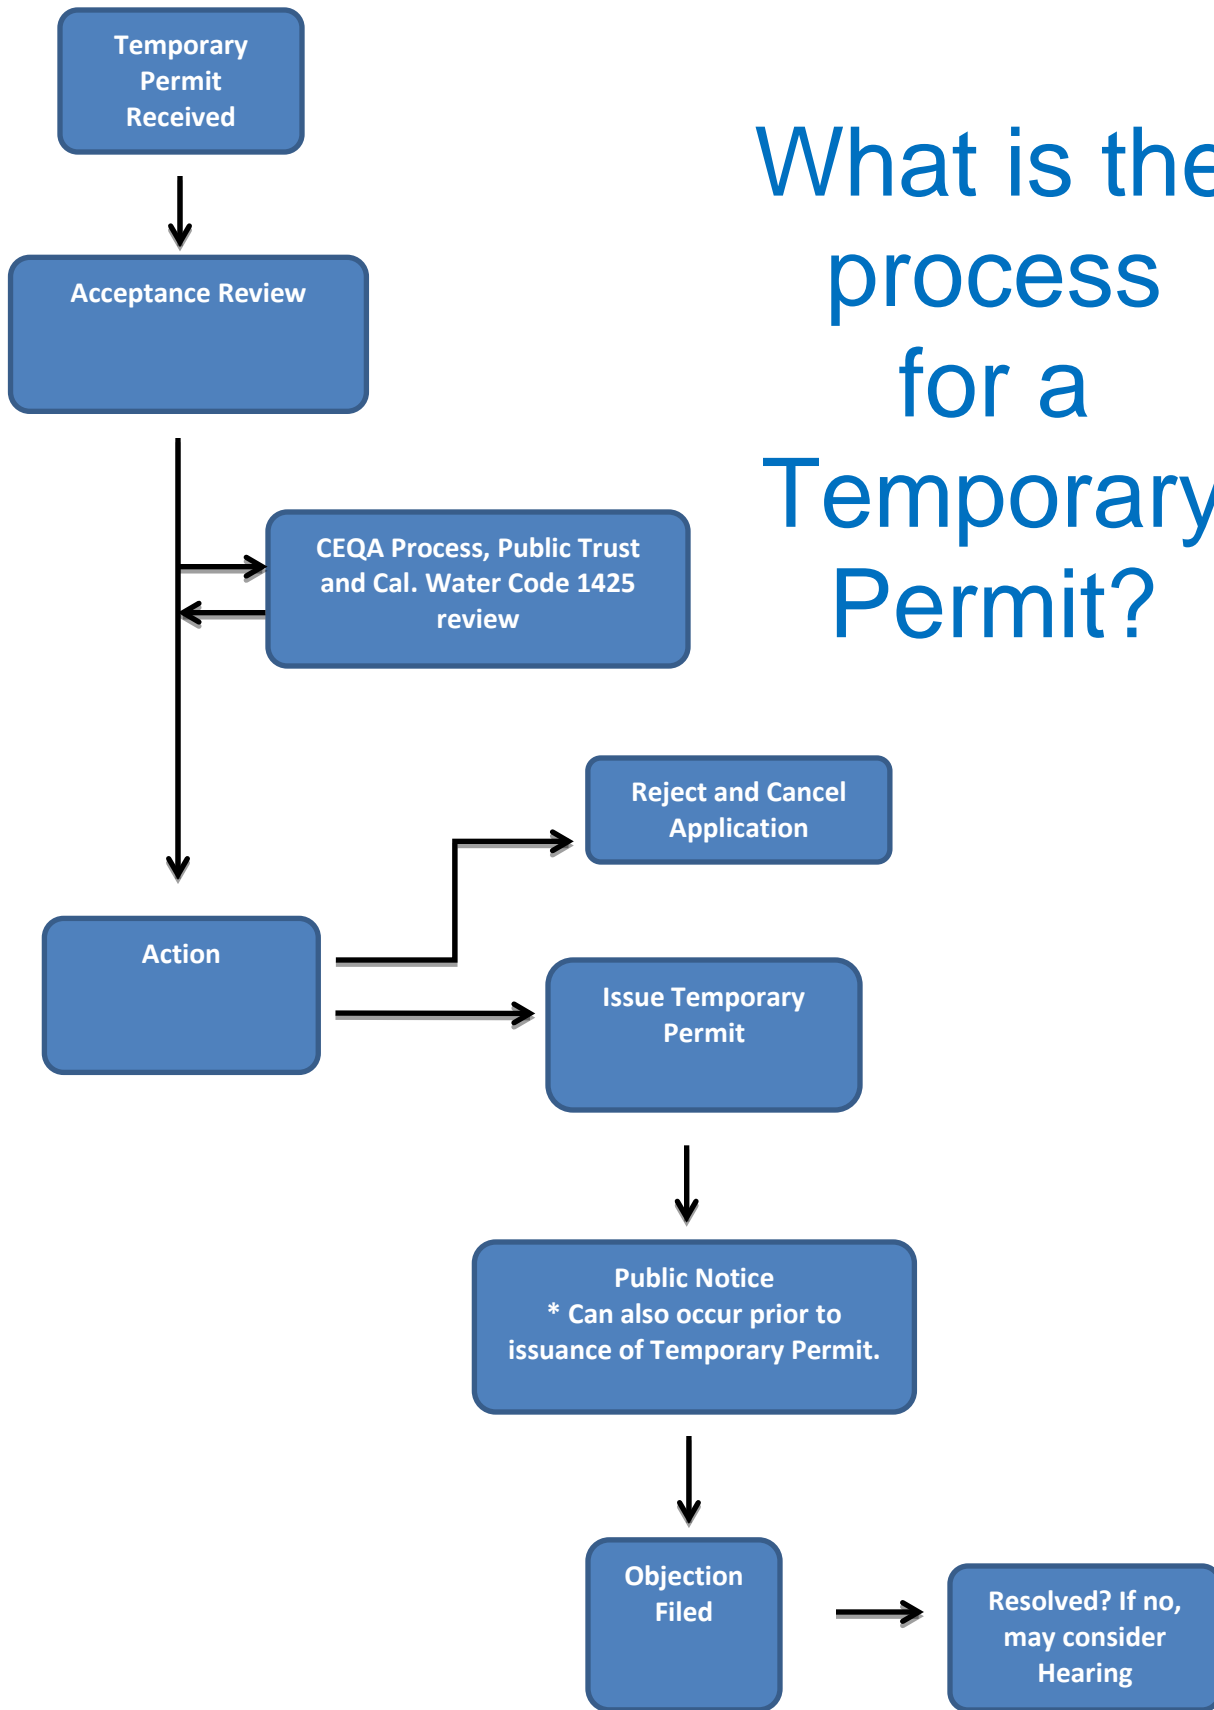 Temporary
Permit
Received
What is the
process
for a
Temporary
Permit?
Acceptance Review
CEQA Process, Public Trust
and Cal. Water Code 1425
review
Reject and Cancel
Application
Action
Issue Temporary
Permit
Public Notice
* Can also occur prior to
issuance of Temporary Permit.
Objection
Filed
Resolved? If no,
may consider
Hearing